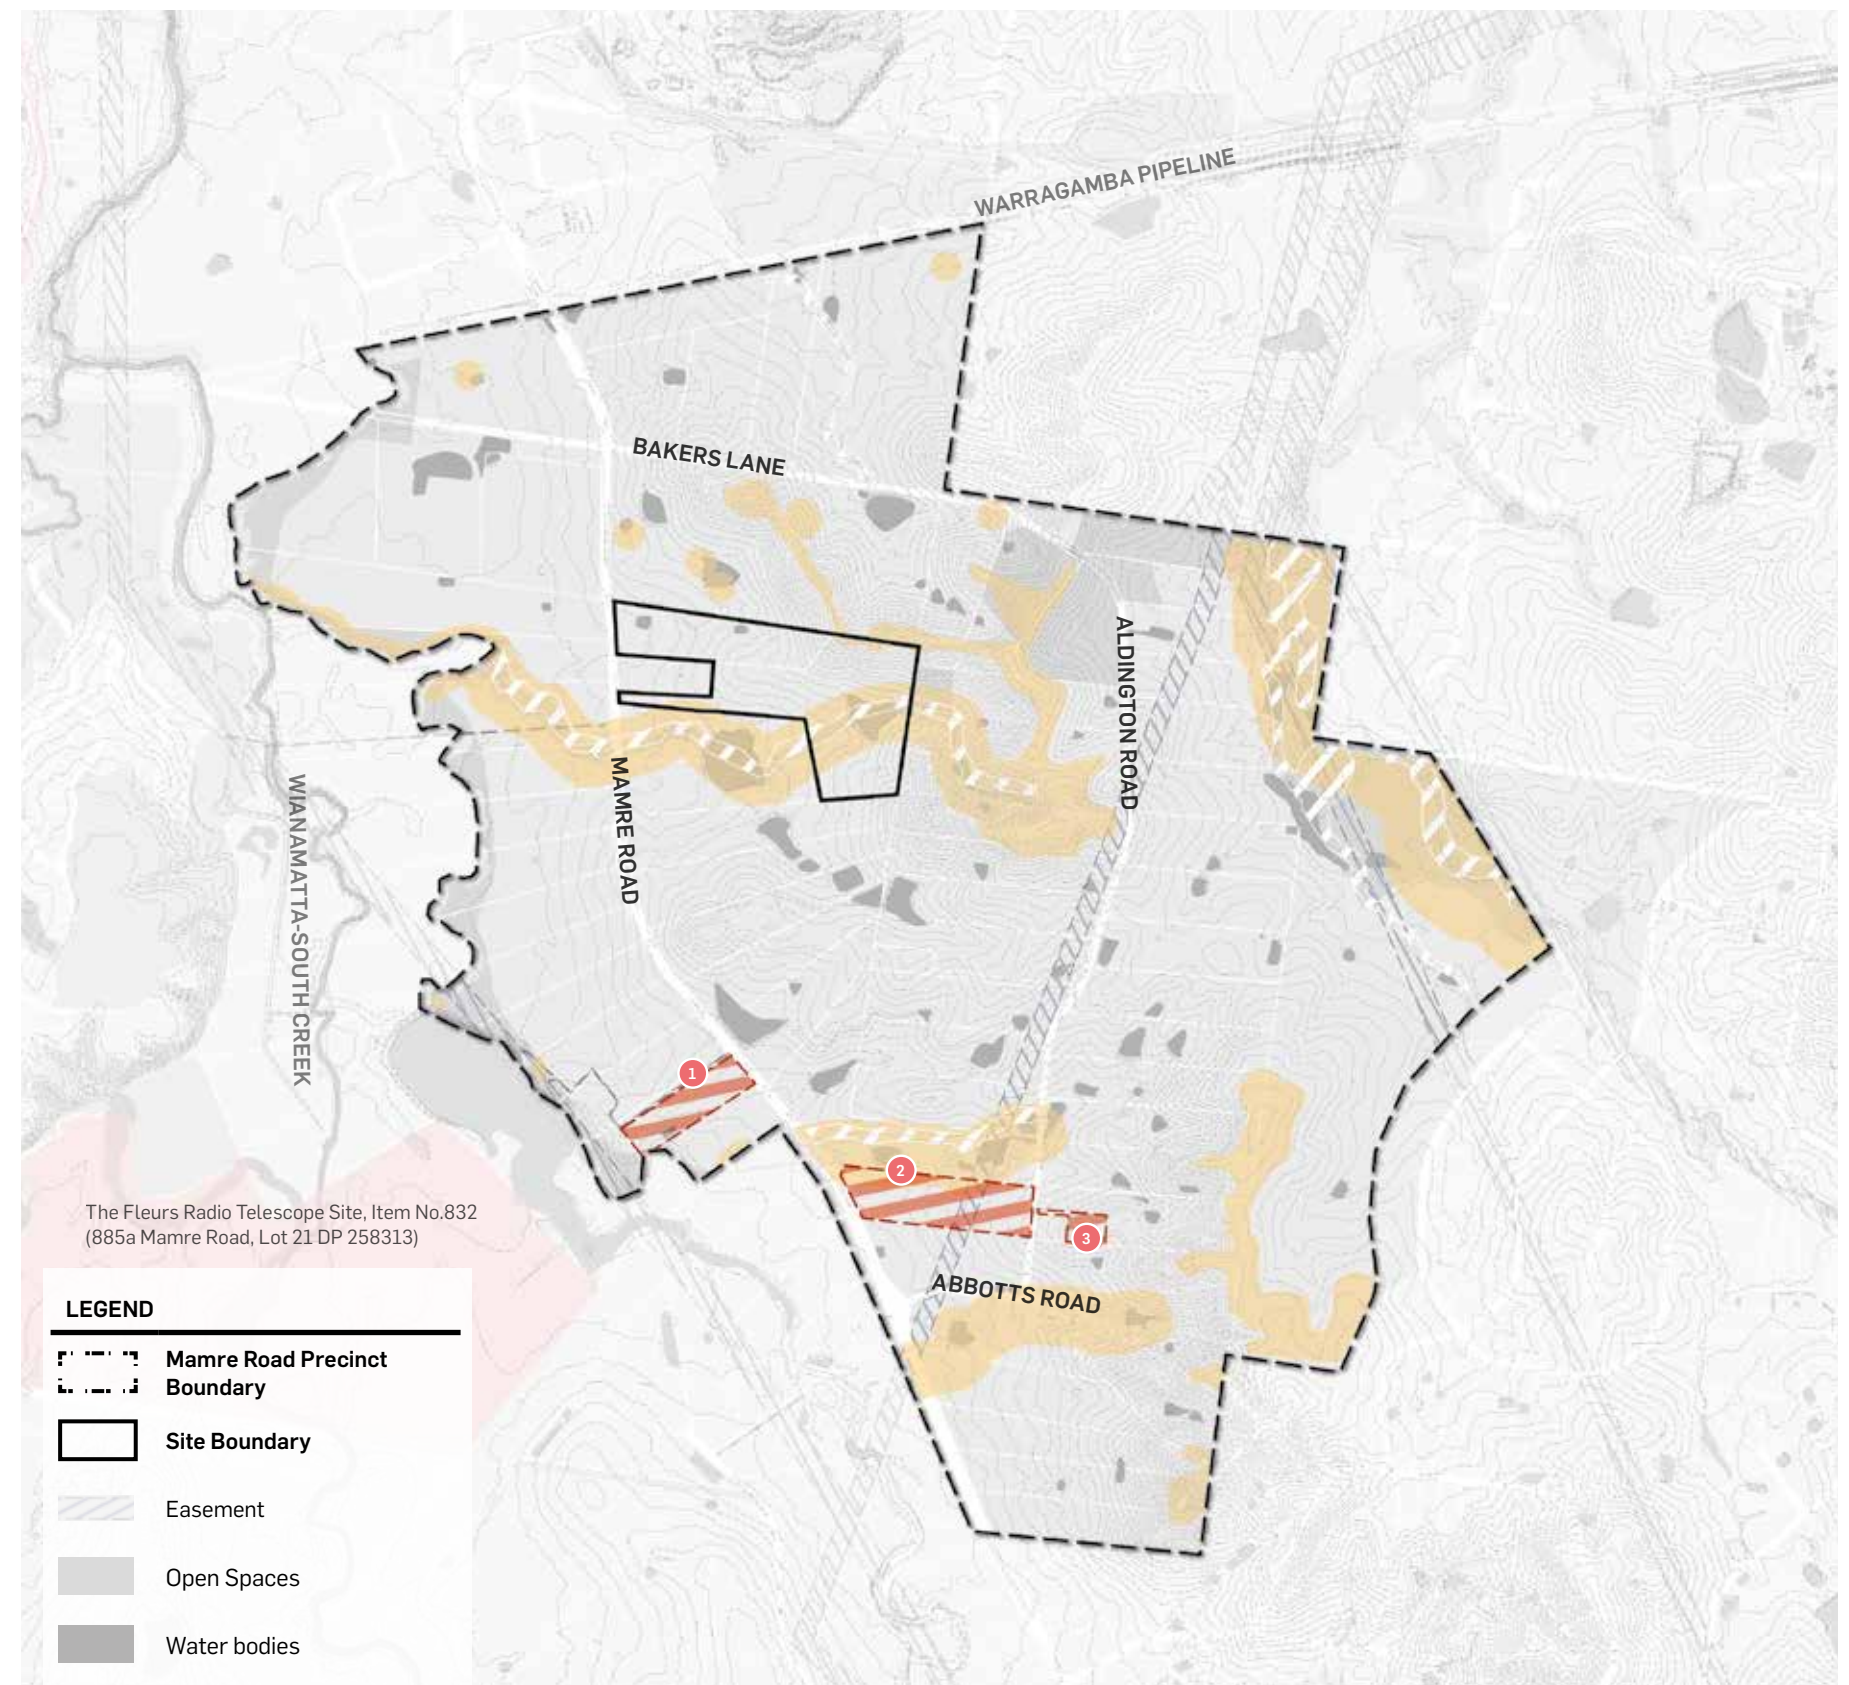 WARRAGAMBA PIPELINE
BAKERS LANE
ALDINGTON ROAD
MAMRE ROAD
WIANAMATTA-SOUTH CREEK
1
2
3
ABBOTTS ROAD
The Fleurs Radio Telescope Site, Item No.832
(885a Mamre Road, Lot 21 DP 258313)
LEGEND
Mamre Road Precinct
Boundary
Site Boundary
Easement
Open Spaces
Water bodies